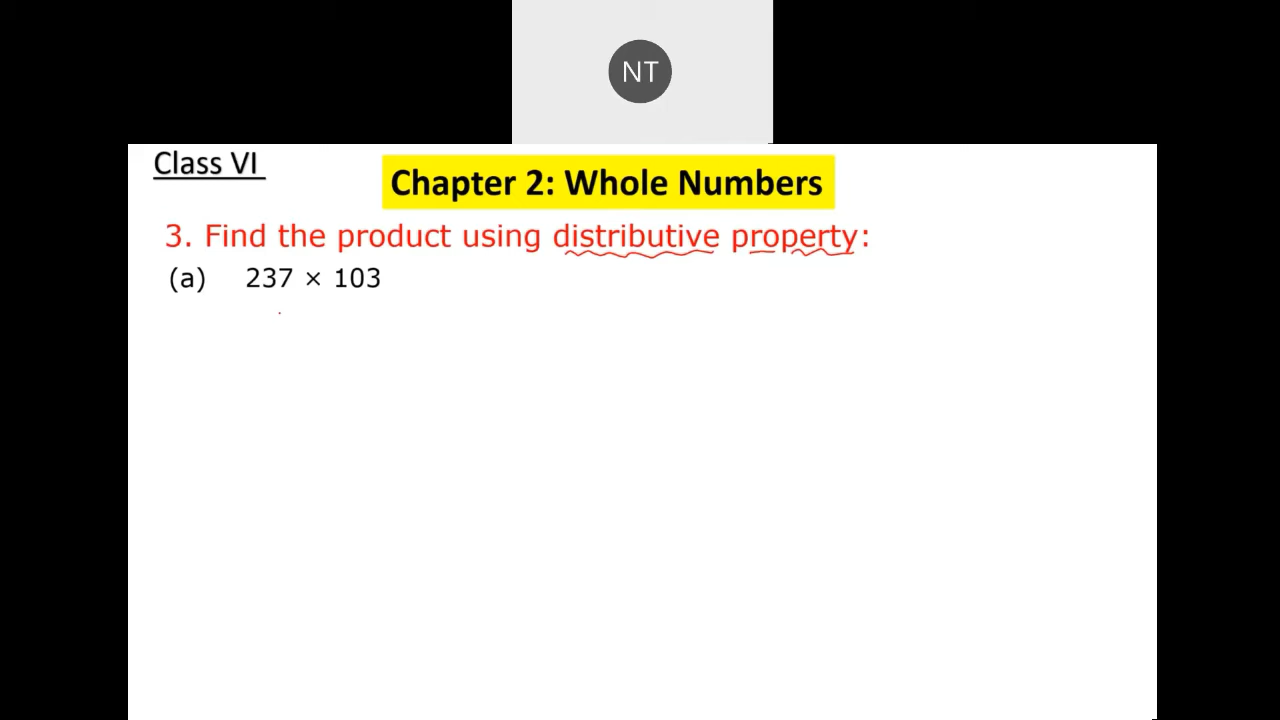 NT
Class VI
Chapter 2: Whole Numbers
3. Find the product using distributive property:
(a) 237 × 103